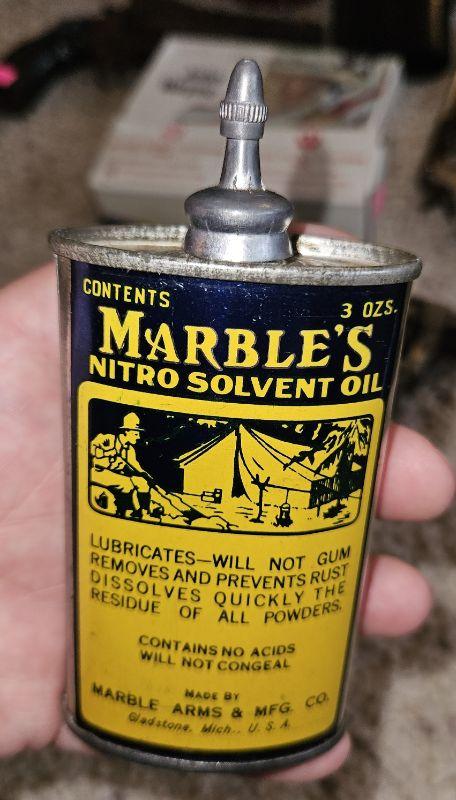 CONTENTS
3 OZS.
MARBLE'S
NITRO SOLVENT OIL
LUBRICATES—WILL NOT GUM
REMOVES AND PREVENTS RUST
DISSOLVES QUICKLY THE
RESIDUE OF ALL POWDERS.
CONTAINS NO ACIDS
WILL NOT CONGEAL
MADE BY
MARBLE ARMS & MFG. CO.
Gladstone, Mich., U. S. A.